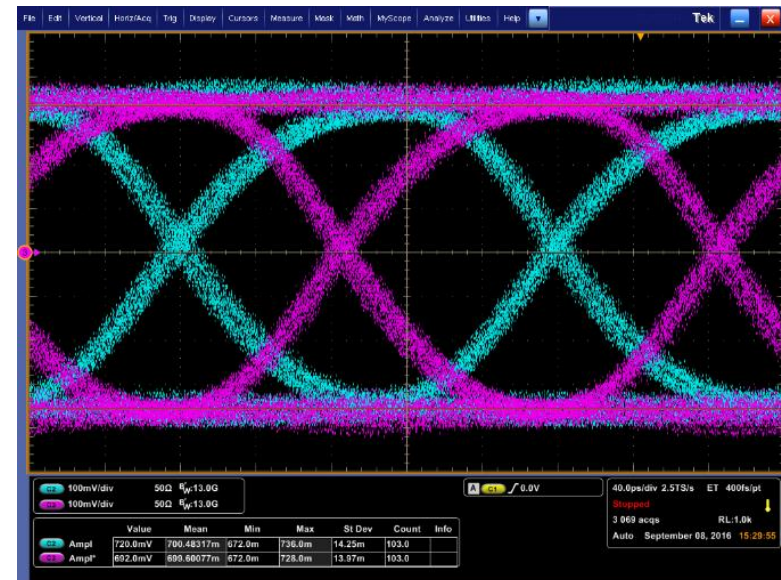 File Edit Vertical Horiz/Acq Trig Display Cursors Measure Mask Math MyScope Analyze Utilities Help Tek X
C2 100mV/div 50Ω BW:13.0G
C3 100mV/div 50Ω BW:13.0G
A C1 0.0V
40.0ps/div 2.5TS/s ET 400fs/pt
Stopped
3 069 acqs RL:1.0k
Auto September 08, 2016 15:29:55
Value Mean Min Max St Dev Count Info
C2 Ampl 720.0mV 700.48317m 672.0m 736.0m 14.25m 103.0
C3 Ampl* 692.0mV 699.60077m 672.0m 728.0m 13.97m 103.0